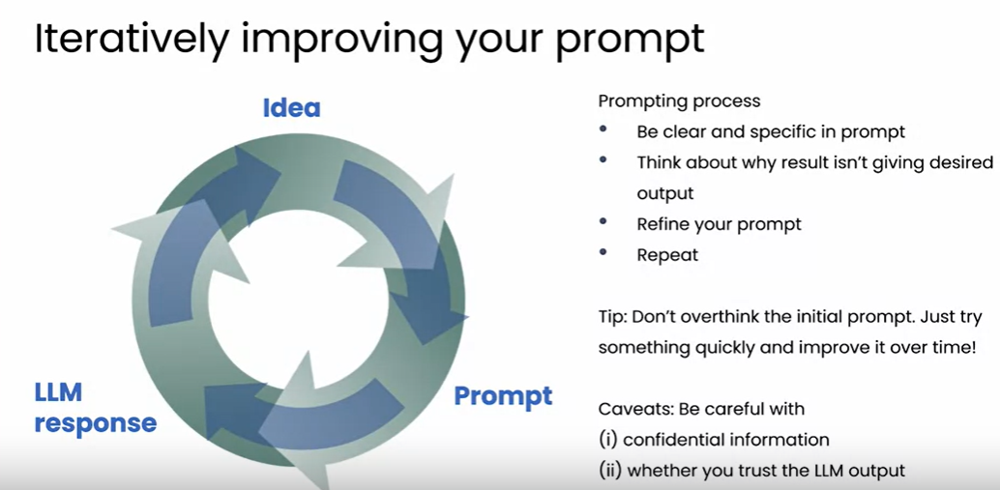 Iteratively improving your prompt
Idea
Prompt
LLM
response
Prompting process
• Be clear and specific in prompt
• Think about why result isn't giving desired
output
• Refine your prompt
• Repeat
Tip: Don't overthink the initial prompt. Just try
something quickly and improve it over time!
Caveats: Be careful with
(i) confidential information
(ii) whether you trust the LLM output